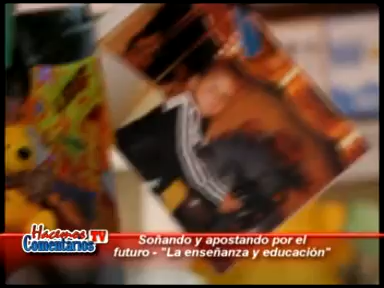 Hacemos
Comentarios TV
Soñando y apostando por el
futuro - "La enseñanza y educación"